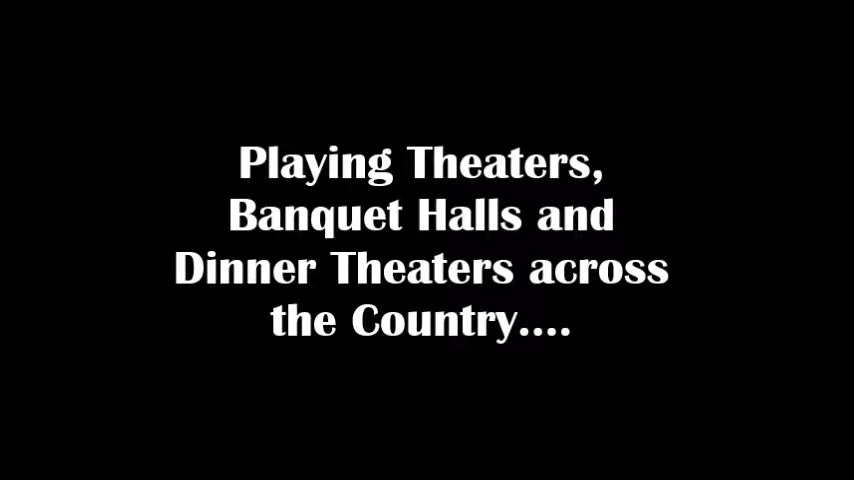 Playing Theaters,
Banquet Halls and
Dinner Theaters across
the Country....